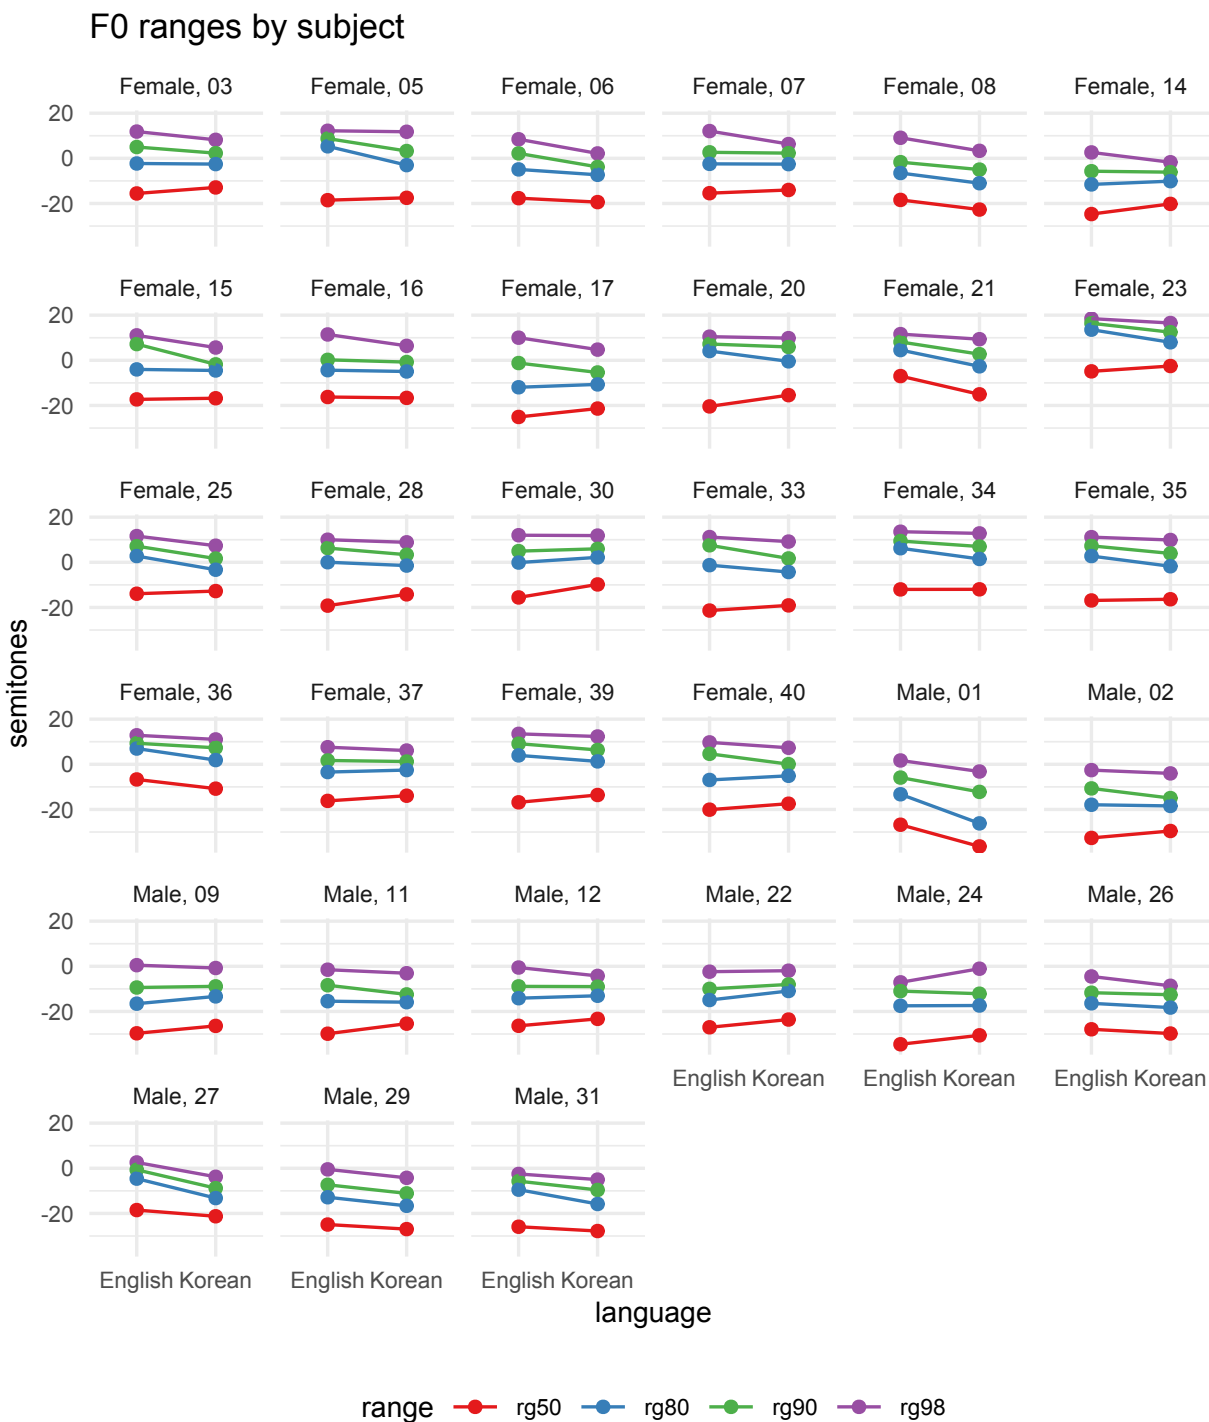 F0 ranges by subject
Female, 03 Female, 05 Female, 06 Female, 07 Female, 08 Female, 14
20
0
-20
Female, 15 Female, 16 Female, 17 Female, 20 Female, 21 Female, 23
20
0
-20
Female, 25 Female, 28 Female, 30 Female, 33 Female, 34 Female, 35
20
0
-20
semitones
Female, 36 Female, 37 Female, 39 Female, 40 Male, 01 Male, 02
20
0
-20
Male, 09 Male, 11 Male, 12 Male, 22 Male, 24 Male, 26
20
0
-20
English Korean English Korean English Korean
Male, 27 Male, 29 Male, 31
20
0
-20
English Korean English Korean English Korean
language
range rg50 rg80 rg90 rg98